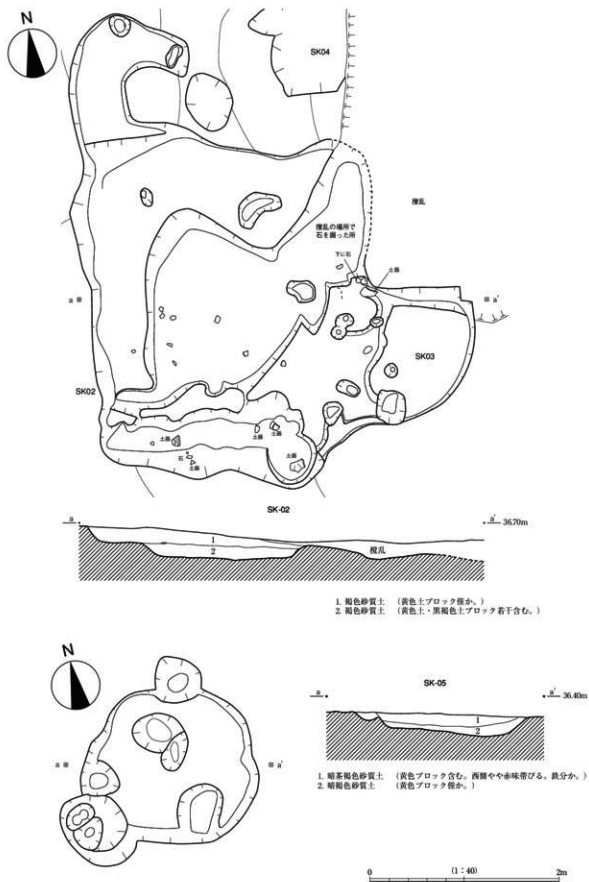 N
SK04
攪乱
攪乱の場所で
石を掘った所
下に石
土器
a
a'
SK03
SK02
土器
土器
土器
石
土器
土器
SK-02
a
a'
36.70m
1
2
攪乱
1. 褐色砂質土 （黄色土ブロック僅か。）
2. 褐色砂質土 （黄色土・黒褐色土ブロック若干含む。）
N
SK-05
a
a'
36.40m
1
2
a
a'
1. 暗茶褐色砂質土 （黄色ブロック含む。西側やや赤味帯びる。鉄分か。）
2. 暗褐色砂質土 （黄色ブロック僅か。）
0
(1：40)
2m